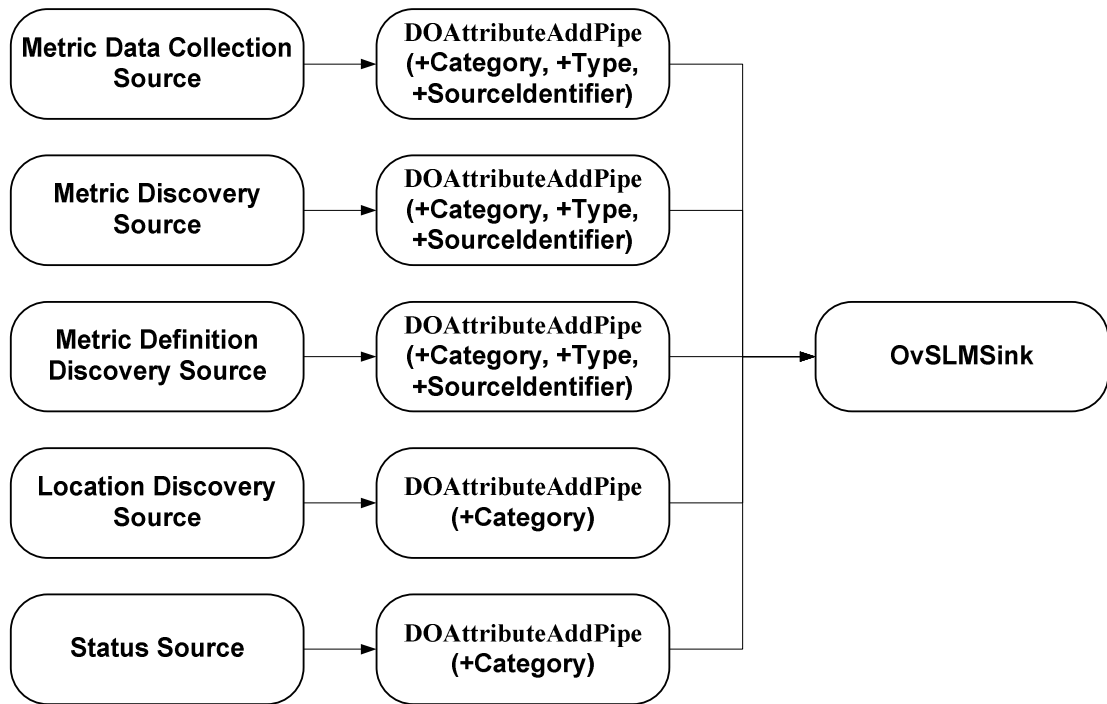 Metric Data Collection
Source
DOAttributeAddPipe
(+Category, +Type,
+SourceIdentifier)
Metric Discovery
Source
DOAttributeAddPipe
(+Category, +Type,
+SourceIdentifier)
Metric Definition
Discovery Source
DOAttributeAddPipe
(+Category, +Type,
+SourceIdentifier)
OvSLMSink
Location Discovery
Source
DOAttributeAddPipe
(+Category)
Status Source
DOAttributeAddPipe
(+Category)